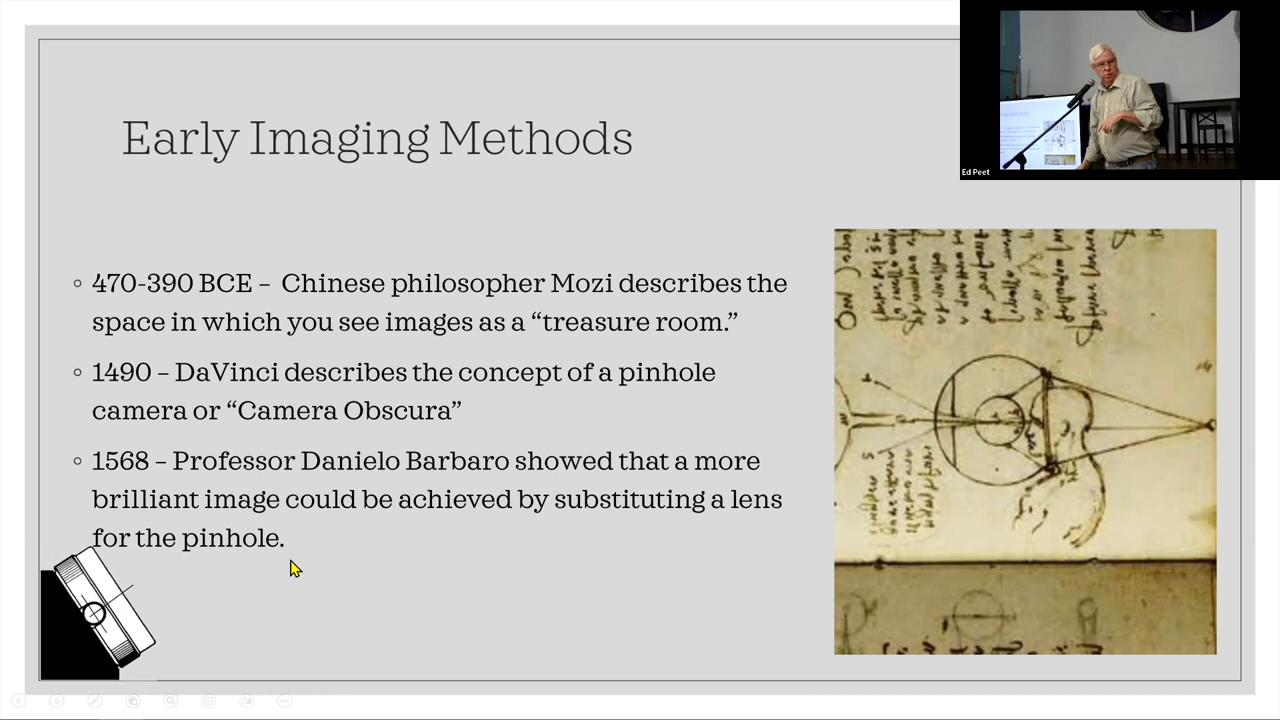 Early Imaging Methods
470-390 BCE – Chinese philosopher Mozi describes the
space in which you see images as a “treasure room.”
1490 – DaVinci describes the concept of a pinhole
camera or “Camera Obscura”
1568 – Professor Danielo Barbaro showed that a more
brilliant image could be achieved by substituting a lens
for the pinhole.
Ed Peet